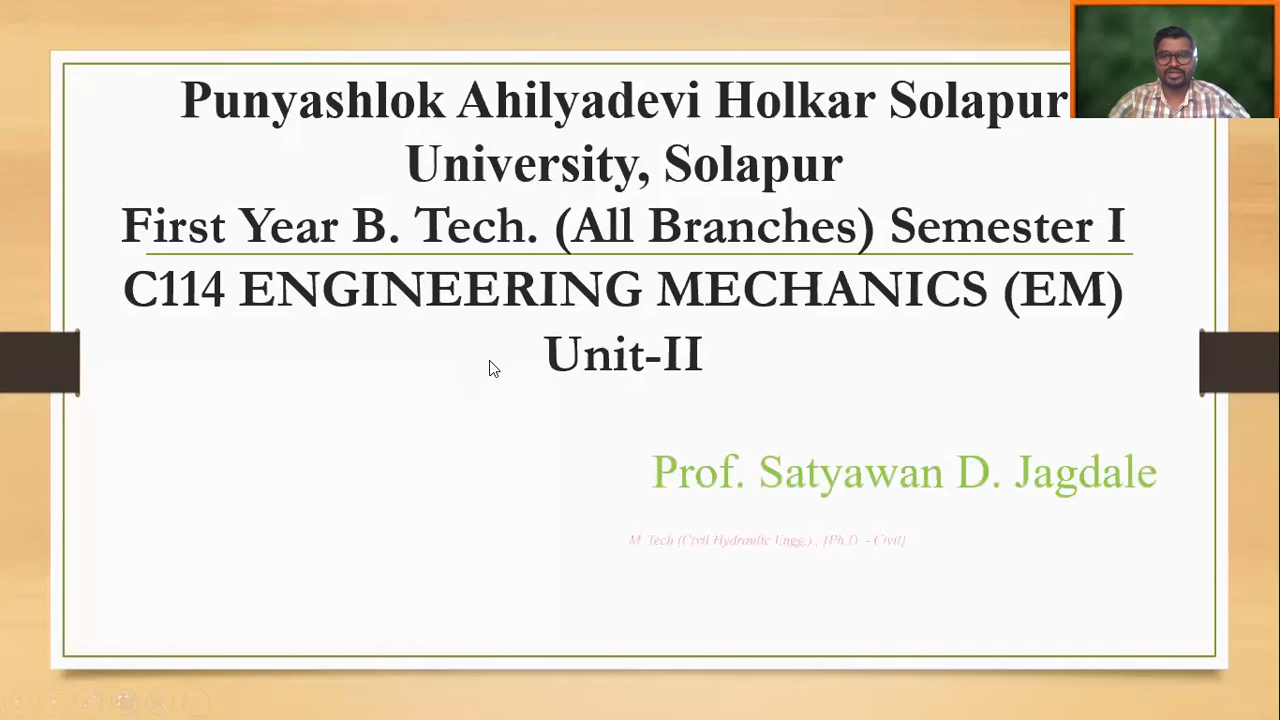 Punyashlok Ahilyadevi Holkar Solapur
University, Solapur
First Year B. Tech. (All Branches) Semester I
C114 ENGINEERING MECHANICS (EM)
Unit-II
Prof. Satyawan D. Jagdale
M. Tech (Civil Hydraulic Engg.)., [Ph.D. - Civil]